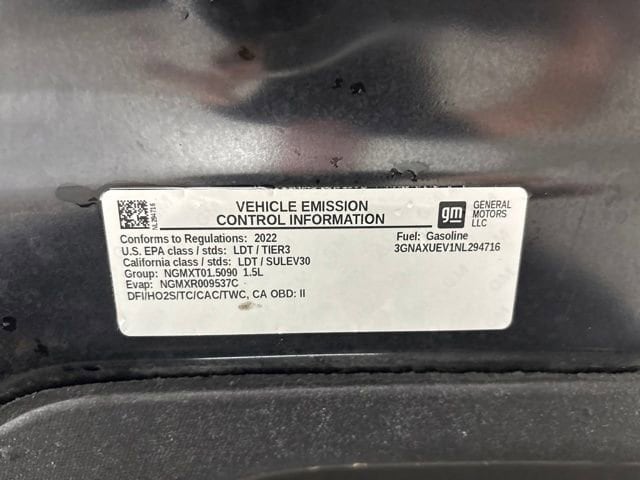 VEHICLE EMISSION
CONTROL INFORMATION
gm
GENERAL
MOTORS
LLC
NL294716
Conforms to Regulations: 2022
Fuel: Gasoline
U.S. EPA class / stds: LDT / TIER3
3GNAXUEV1NL294716
California class / stds: LDT / SULEV30
Group: NGMXT01.5090 1.5L
Evap: NGMXR009537C
DFI/HO2S/TC/CAC/TWC, CA OBD: II